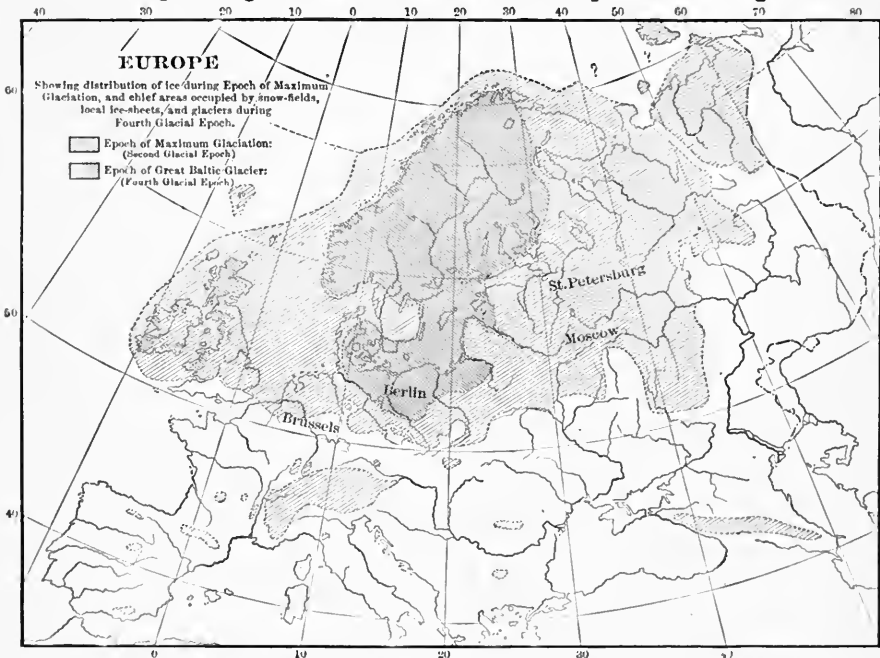 40 30 20 10 0 10 20 30 40 50 60 70 80
EUROPE
Showing distribution of ice during Epoch of Maximum
Glaciation, and chief areas occupied by snow-fields,
local ice-sheets, and glaciers during
Fourth Glacial Epoch.
Epoch of Maximum Glaciation:
(Second Glacial Epoch)
Epoch of Great Baltic Glacier:
(Fourth Glacial Epoch)
60
? ?
St. Petersburg
50
Moscow
Berlin
Brussels
40
0 10 20 30